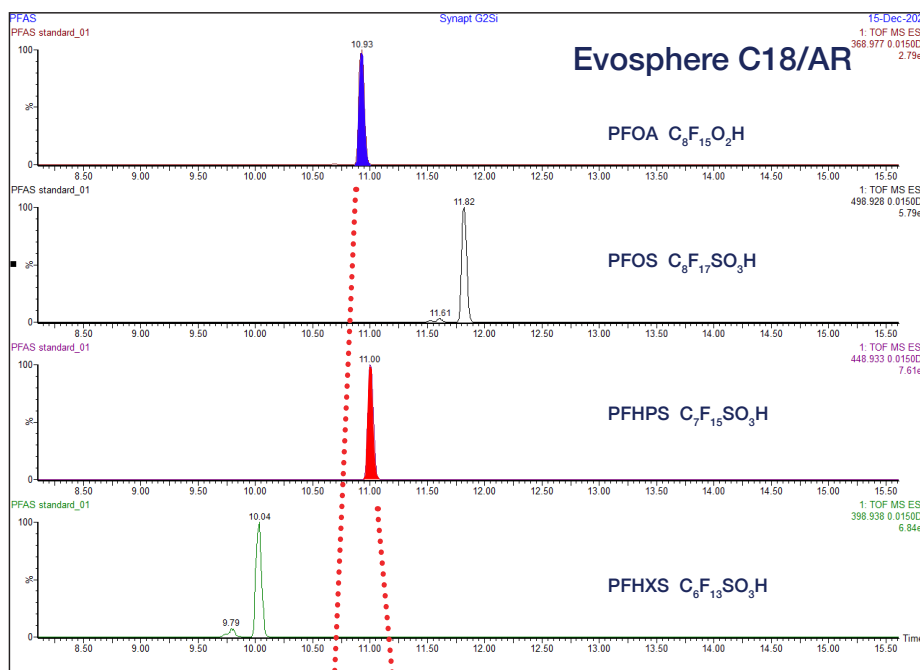 PFAS Synapt G2Si 15-Dec-202
PFAS standard_01 1: TOF MS ES
368.977 0.0150D
2.79e
Evosphere C18/AR
100
10.93
%
PFOA C₈F₁₅O₂H
0
8.50 9.00 9.50 10.00 10.50 11.00 11.50 12.00 12.50 13.00 13.50 14.00 14.50 15.00 15.50
PFAS standard_01 1: TOF MS ES
498.928 0.0150D
5.79e
100
11.82
%
PFOS C₈F₁₇SO₃H
11.61
0
8.50 9.00 9.50 10.00 10.50 11.00 11.50 12.00 12.50 13.00 13.50 14.00 14.50 15.00 15.50
PFAS standard_01 1: TOF MS ES
448.933 0.0150D
7.61e
100
11.00
%
PFHPS C₇F₁₅SO₃H
0
8.50 9.00 9.50 10.00 10.50 11.00 11.50 12.00 12.50 13.00 13.50 14.00 14.50 15.00 15.50
PFAS standard_01 1: TOF MS ES
398.938 0.0150D
6.84e
100
10.04
%
PFHXS C₆F₁₃SO₃H
9.79
0
Time
8.50 9.00 9.50 10.00 10.50 11.00 11.50 12.00 12.50 13.00 13.50 14.00 14.50 15.00 15.50